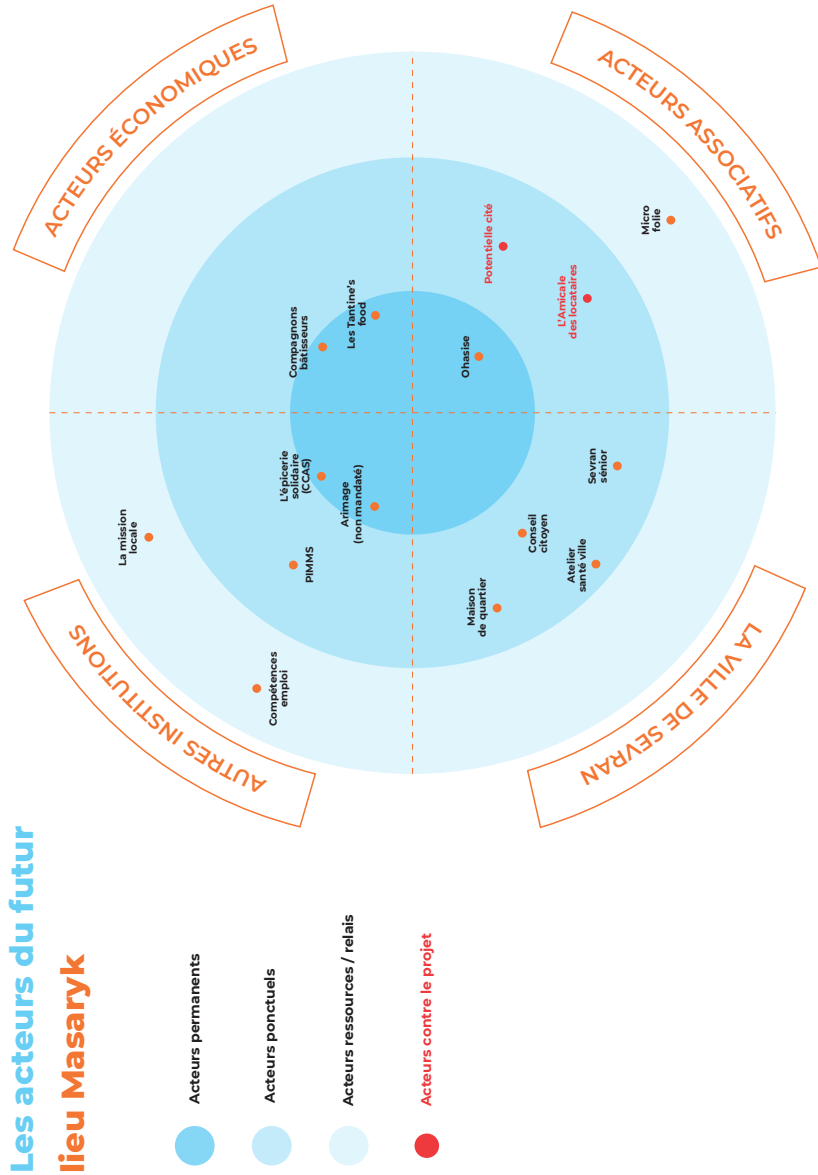 Les acteurs du futur
lieu Masaryk
Acteurs permanents
Acteurs ponctuels
Acteurs ressources / relais
Acteurs contre le projet
AUTRES INSTITUTIONS
La mission
locale
Compétences
emploi
PIMMS
L'épicerie
solidaire
(CCAS)
Arimage
(non mandaté)
ACTEURS ÉCONOMIQUES
Compagnons
bâtisseurs
Les Tantine's
food
LA VILLE DE SEVRAN
Maison
de quartier
Conseil
citoyen
Atelier
santé ville
Sevran
sénior
ACTEURS ASSOCIATIFS
Ohasise
Potentielle cité
L'Amicale
des locataires
Micro
folie